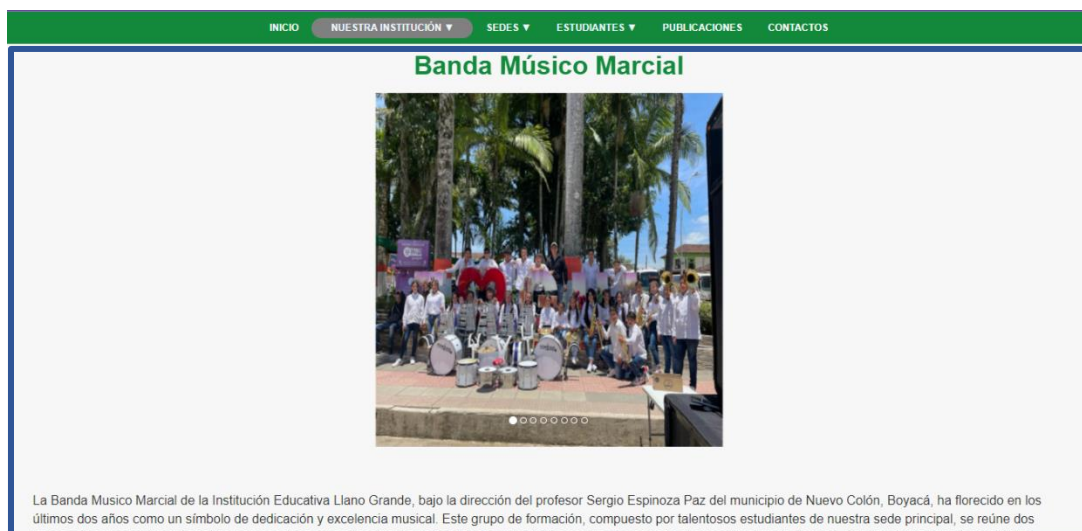 INICIO NUESTRA INSTITUCIÓN ▼ SEDES ▼ ESTUDIANTES ▼ PUBLICACIONES CONTACTOS
Banda Músico Marcial
La Banda Musico Marcial de la Institución Educativa Llano Grande, bajo la dirección del profesor Sergio Espinoza Paz del municipio de Nuevo Colón, Boyacá, ha florecido en los
últimos dos años como un símbolo de dedicación y excelencia musical. Este grupo de formación, compuesto por talentosos estudiantes de nuestra sede principal, se reúne dos